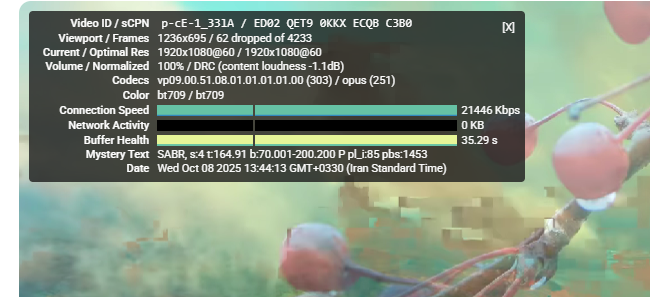 Video ID / sCPN p-cE-1_331A / ED02 QET9 0KKX ECQB C3B0
[X]
Viewport / Frames 1236x695 / 62 dropped of 4233
Current / Optimal Res 1920x1080@60 / 1920x1080@60
Volume / Normalized 100% / DRC (content loudness -1.1dB)
Codecs vp09.00.51.08.01.01.01.01.00 (303) / opus (251)
Color bt709 / bt709
Connection Speed 21446 Kbps
Network Activity 0 KB
Buffer Health 35.29 s
Mystery Text SABR, s:4 t:164.91 b:70.001-200.200 P pl_i:85 pbs:1453
Date Wed Oct 08 2025 13:44:13 GMT+0330 (Iran Standard Time)